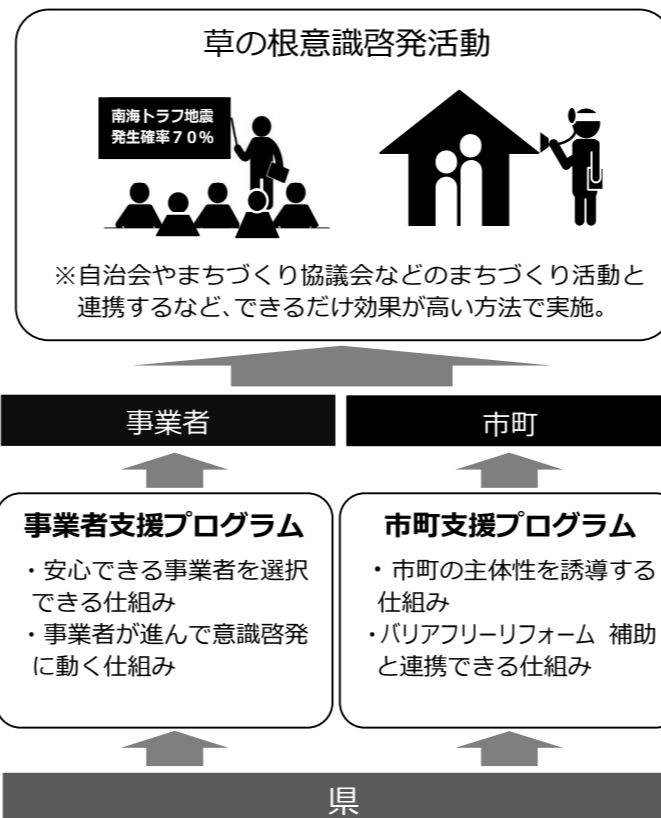 草の根意識啓発活動
南海トラフ地震
発生確率70%
※自治会やまちづくり協議会などのまちづくり活動と
連携するなど、できるだけ効果が高い方法で実施。
事業者
市町
事業者支援プログラム
・安心できる事業者を選択
できる仕組み
・事業者が進んで意識啓発
に動く仕組み
市町支援プログラム
・市町の主体性を誘導する
仕組み
・バリアフリーリフォーム 補助
と連携できる仕組み
県